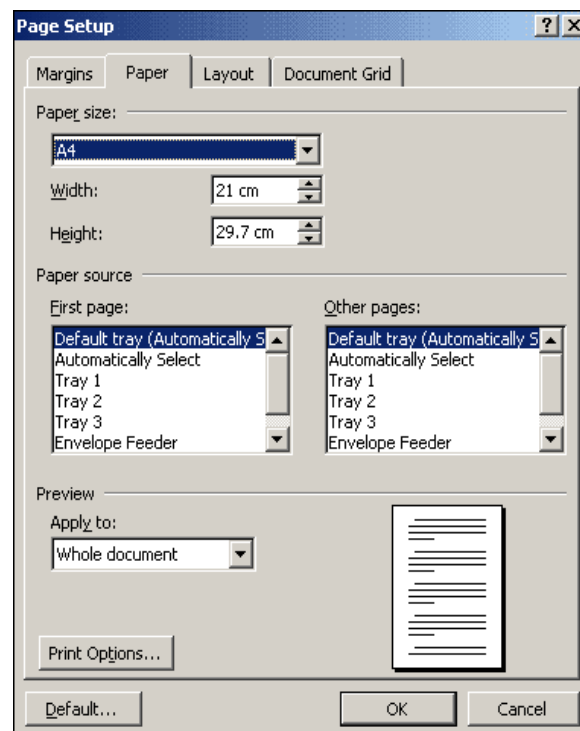 Page Setup
Margins Paper Layout Document Grid
Paper size:
A4
Width: 21 cm
Height: 29.7 cm
Paper source
First page: Other pages:
Default tray (Automatically S Default tray (Automatically S
Automatically Select Automatically Select
Tray 1 Tray 1
Tray 2 Tray 2
Tray 3 Tray 3
Envelope Feeder Envelope Feeder
Preview
Apply to:
Whole document
Print Options...
Default... OK Cancel